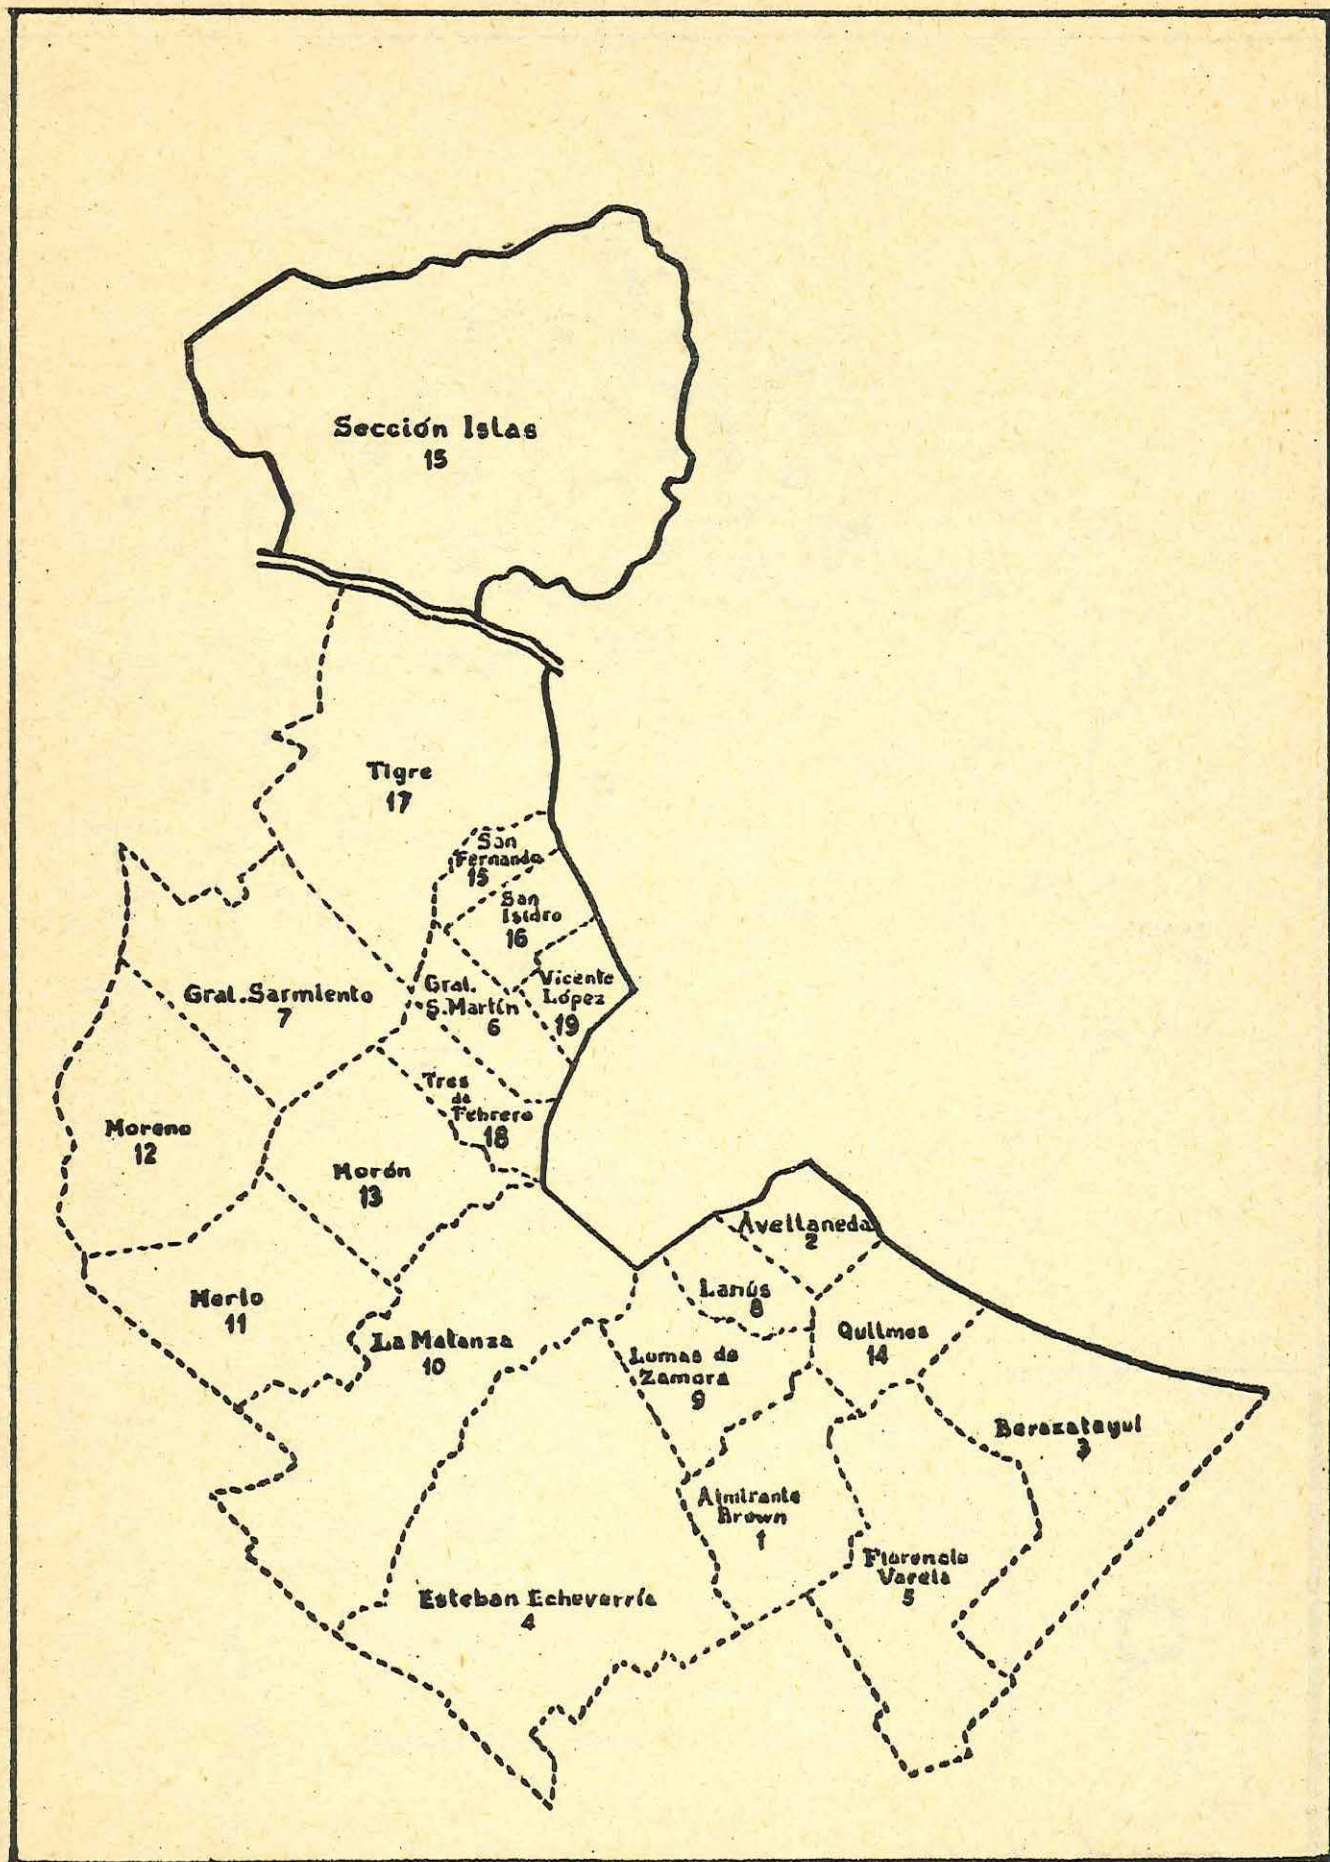 Sección Islas
15
Tigre
17
San
Fernando
15
San
Isidro
16
Gral. Sarmiento
7
Gral.
S. Martín
6
Vicente
López
19
Tres
de
Febrero
18
Moreno
12
Morón
13
Merlo
11
La Matanza
10
Avellaneda
2
Lanús
8
Quilmes
14
Lomas de
Zamora
9
Berazategui
3
Almirante
Brown
1
Florencio
Varela
5
Esteban Echeverría
4